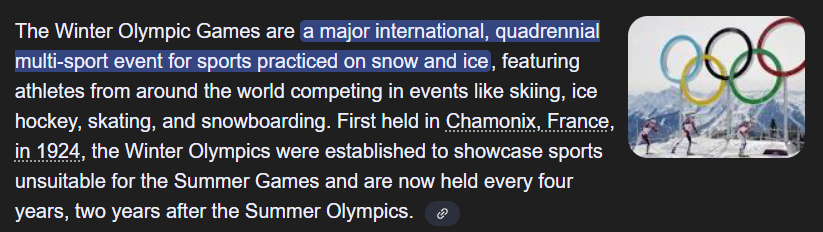 The Winter Olympic Games are a major international, quadrennial
multi-sport event for sports practiced on snow and ice, featuring
athletes from around the world competing in events like skiing, ice
hockey, skating, and snowboarding. First held in Chamonix, France,
in 1924, the Winter Olympics were established to showcase sports
unsuitable for the Summer Games and are now held every four
years, two years after the Summer Olympics.